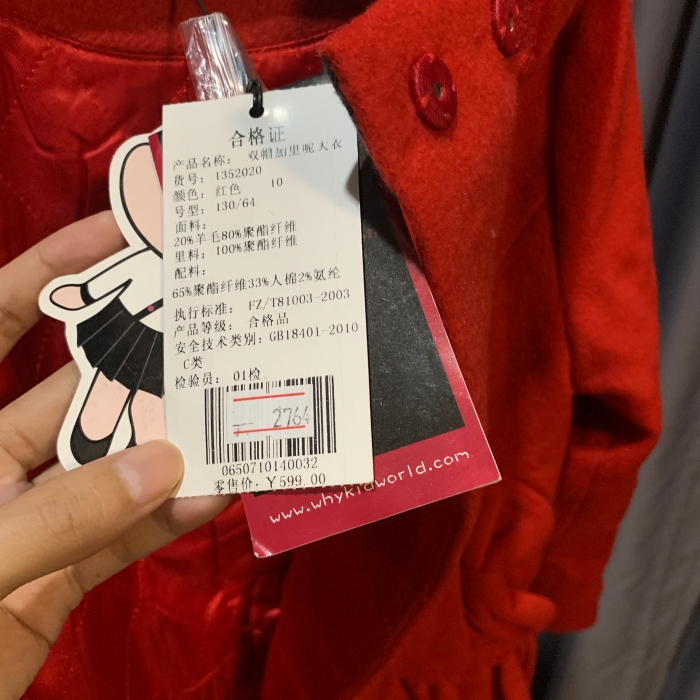 合格证
产品名称: 双帽加里呢大衣
货号: 1352020
颜色: 红色 10
号型: 130/64
面料:
20%羊毛80%聚酯纤维
里料: 100%聚酯纤维
配料:
65%聚酯纤维33%人棉2%氨纶
执行标准: FZ/T81003-2003
产品等级: 合格品
安全技术类别: GB18401-2010
C类
检验员: 01检
2764
0650710140032
零售价: ¥599.00
www.whykidworld.com